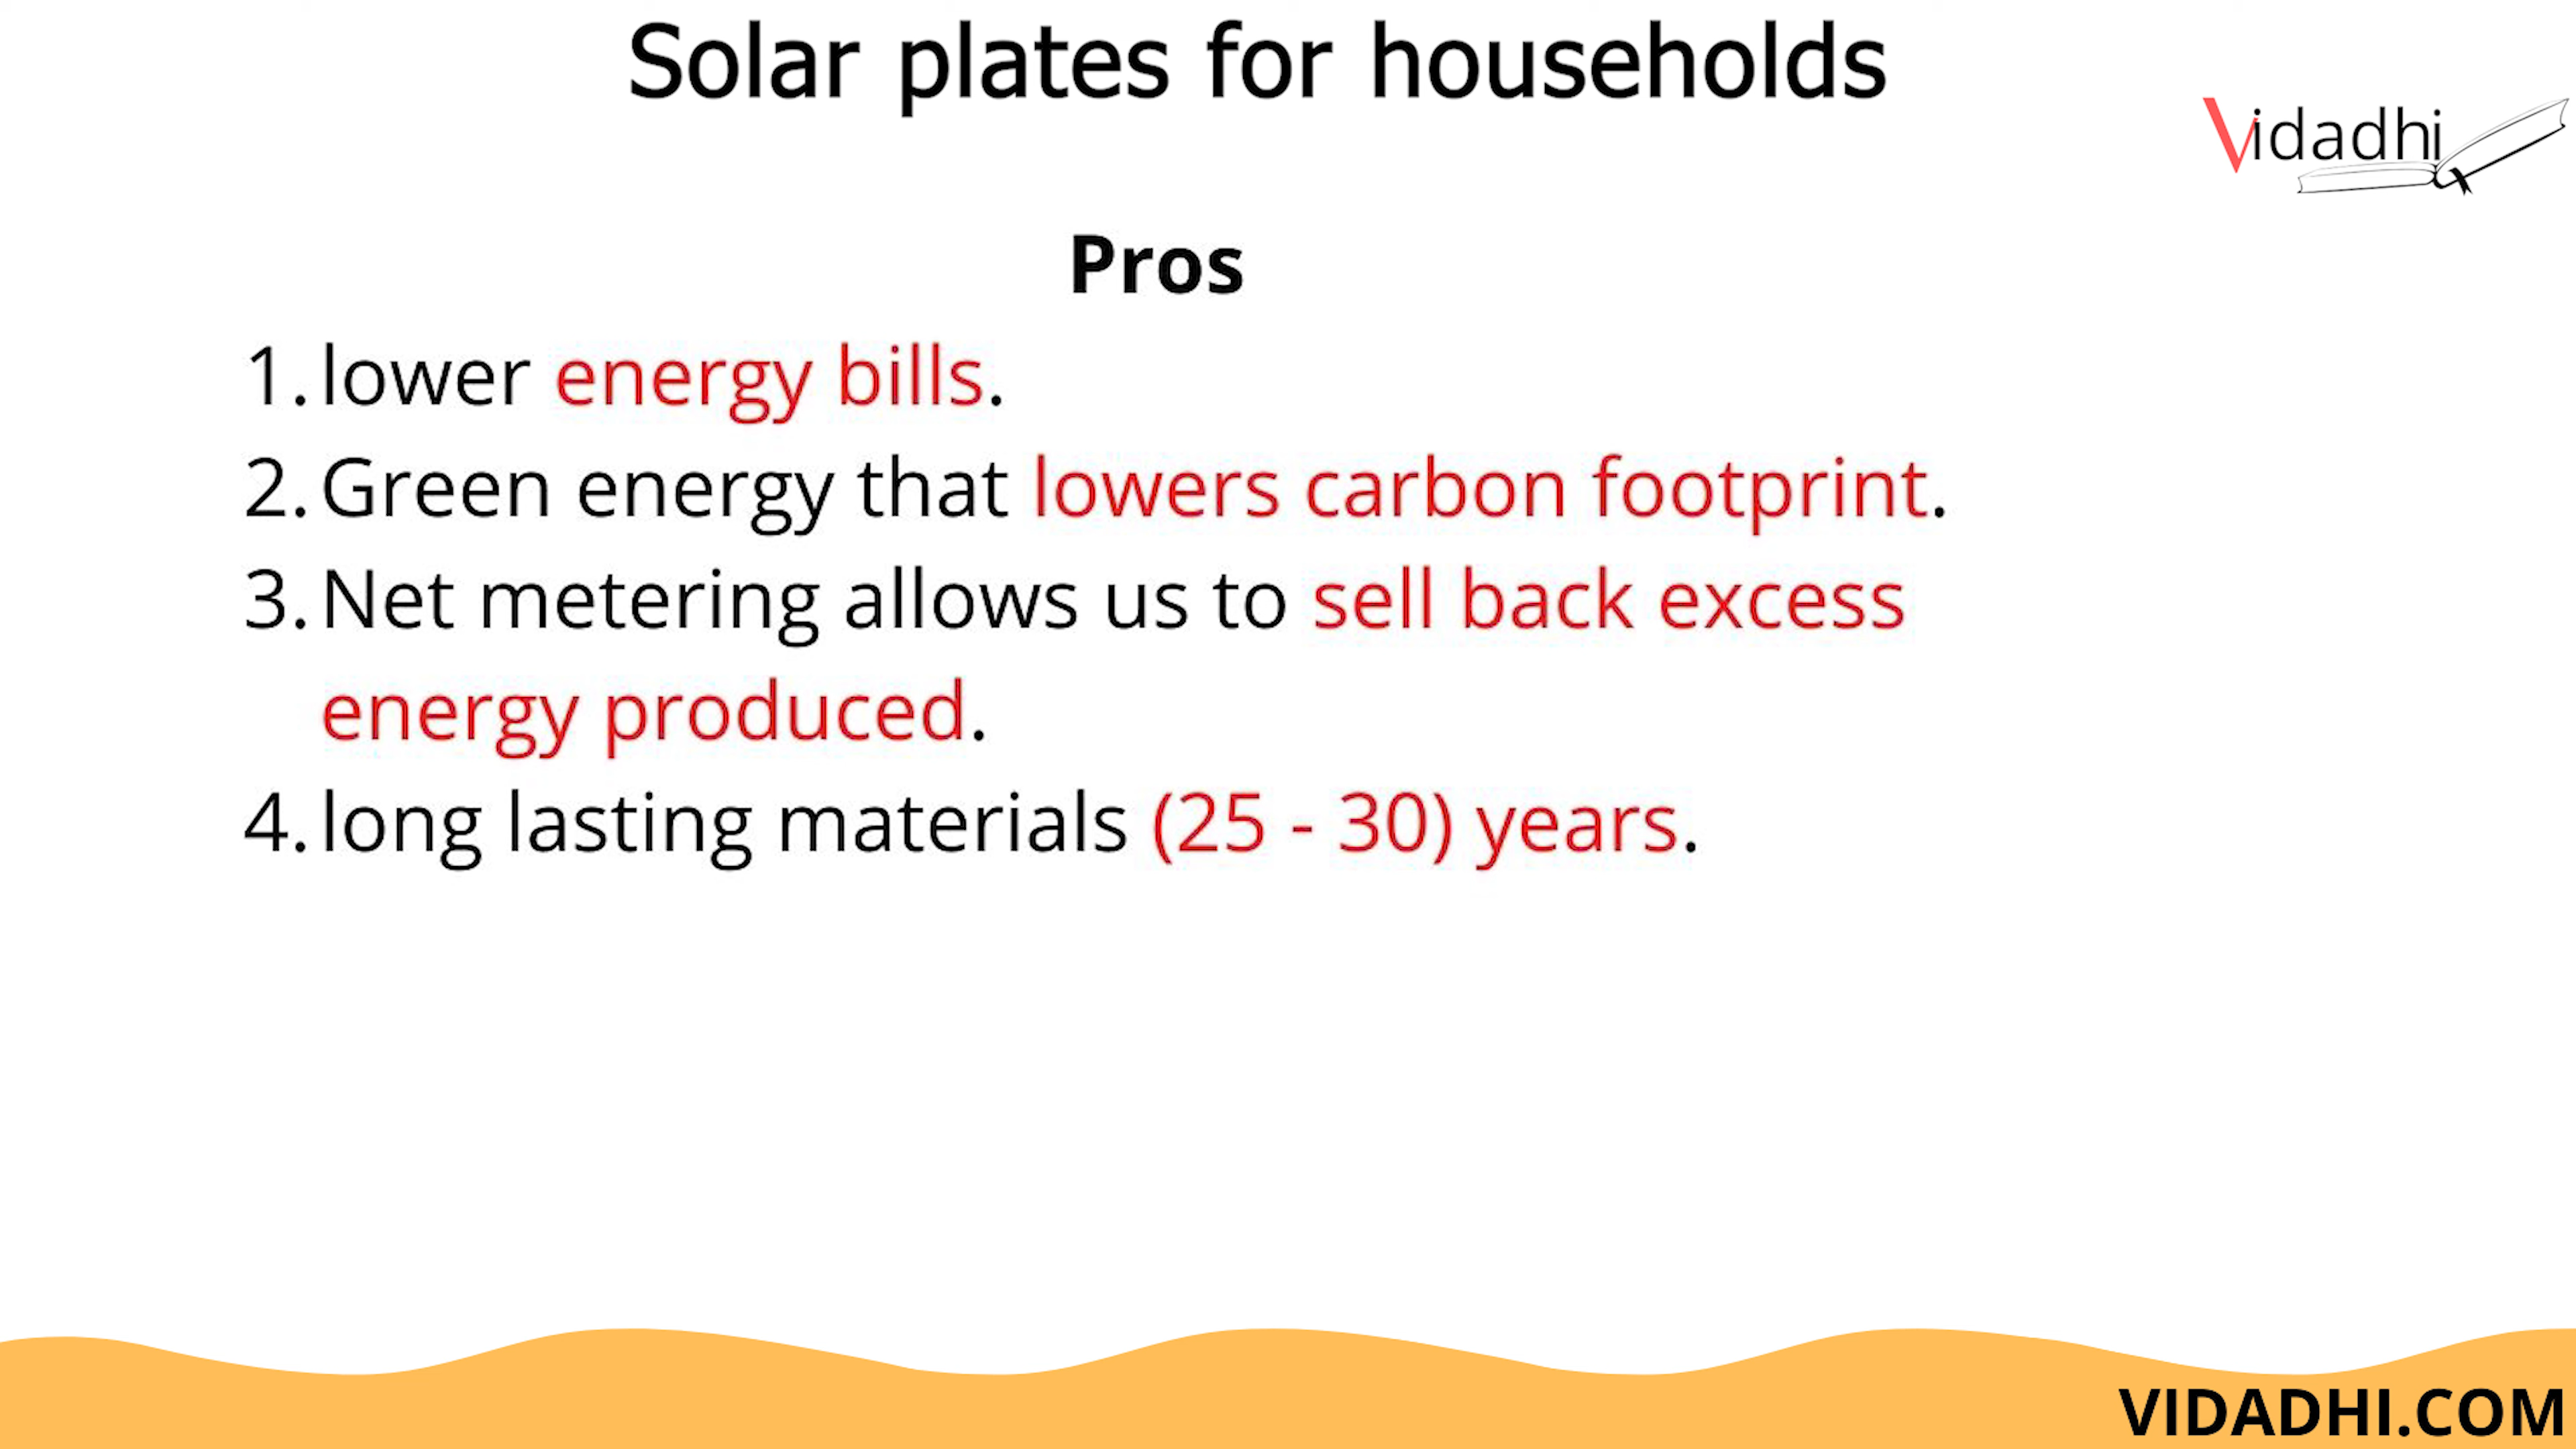 Solar plates for households
Vidadhi
Pros
1. lower energy bills.
2. Green energy that lowers carbon footprint.
3. Net metering allows us to sell back excess
energy produced.
4. long lasting materials (25 - 30) years.
VIDADHI.COM